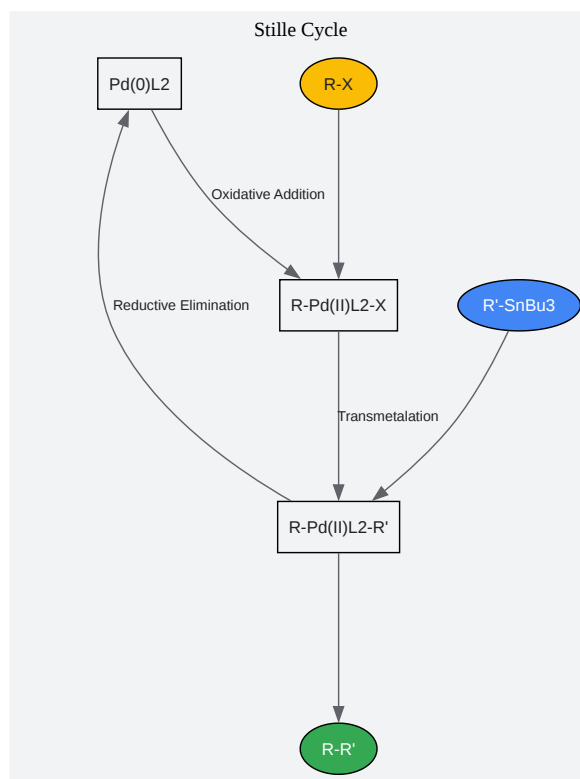 Stille Cycle
Pd(0)L2
R-X
Oxidative Addition
R-Pd(II)L2-X
R'-SnBu3
Reductive Elimination
Transmetalation
R-Pd(II)L2-R'
R-R'